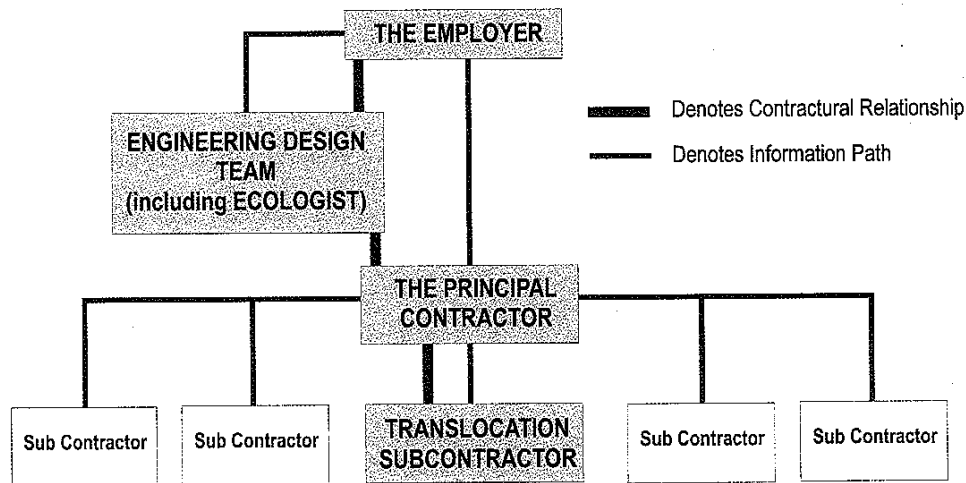 THE EMPLOYER
Denotes Contractural Relationship
Denotes Information Path
ENGINEERING DESIGN
TEAM
(including ECOLOGIST)
THE PRINCIPAL
CONTRACTOR
Sub Contractor
Sub Contractor
TRANSLOCATION
SUBCONTRACTOR
Sub Contractor
Sub Contractor